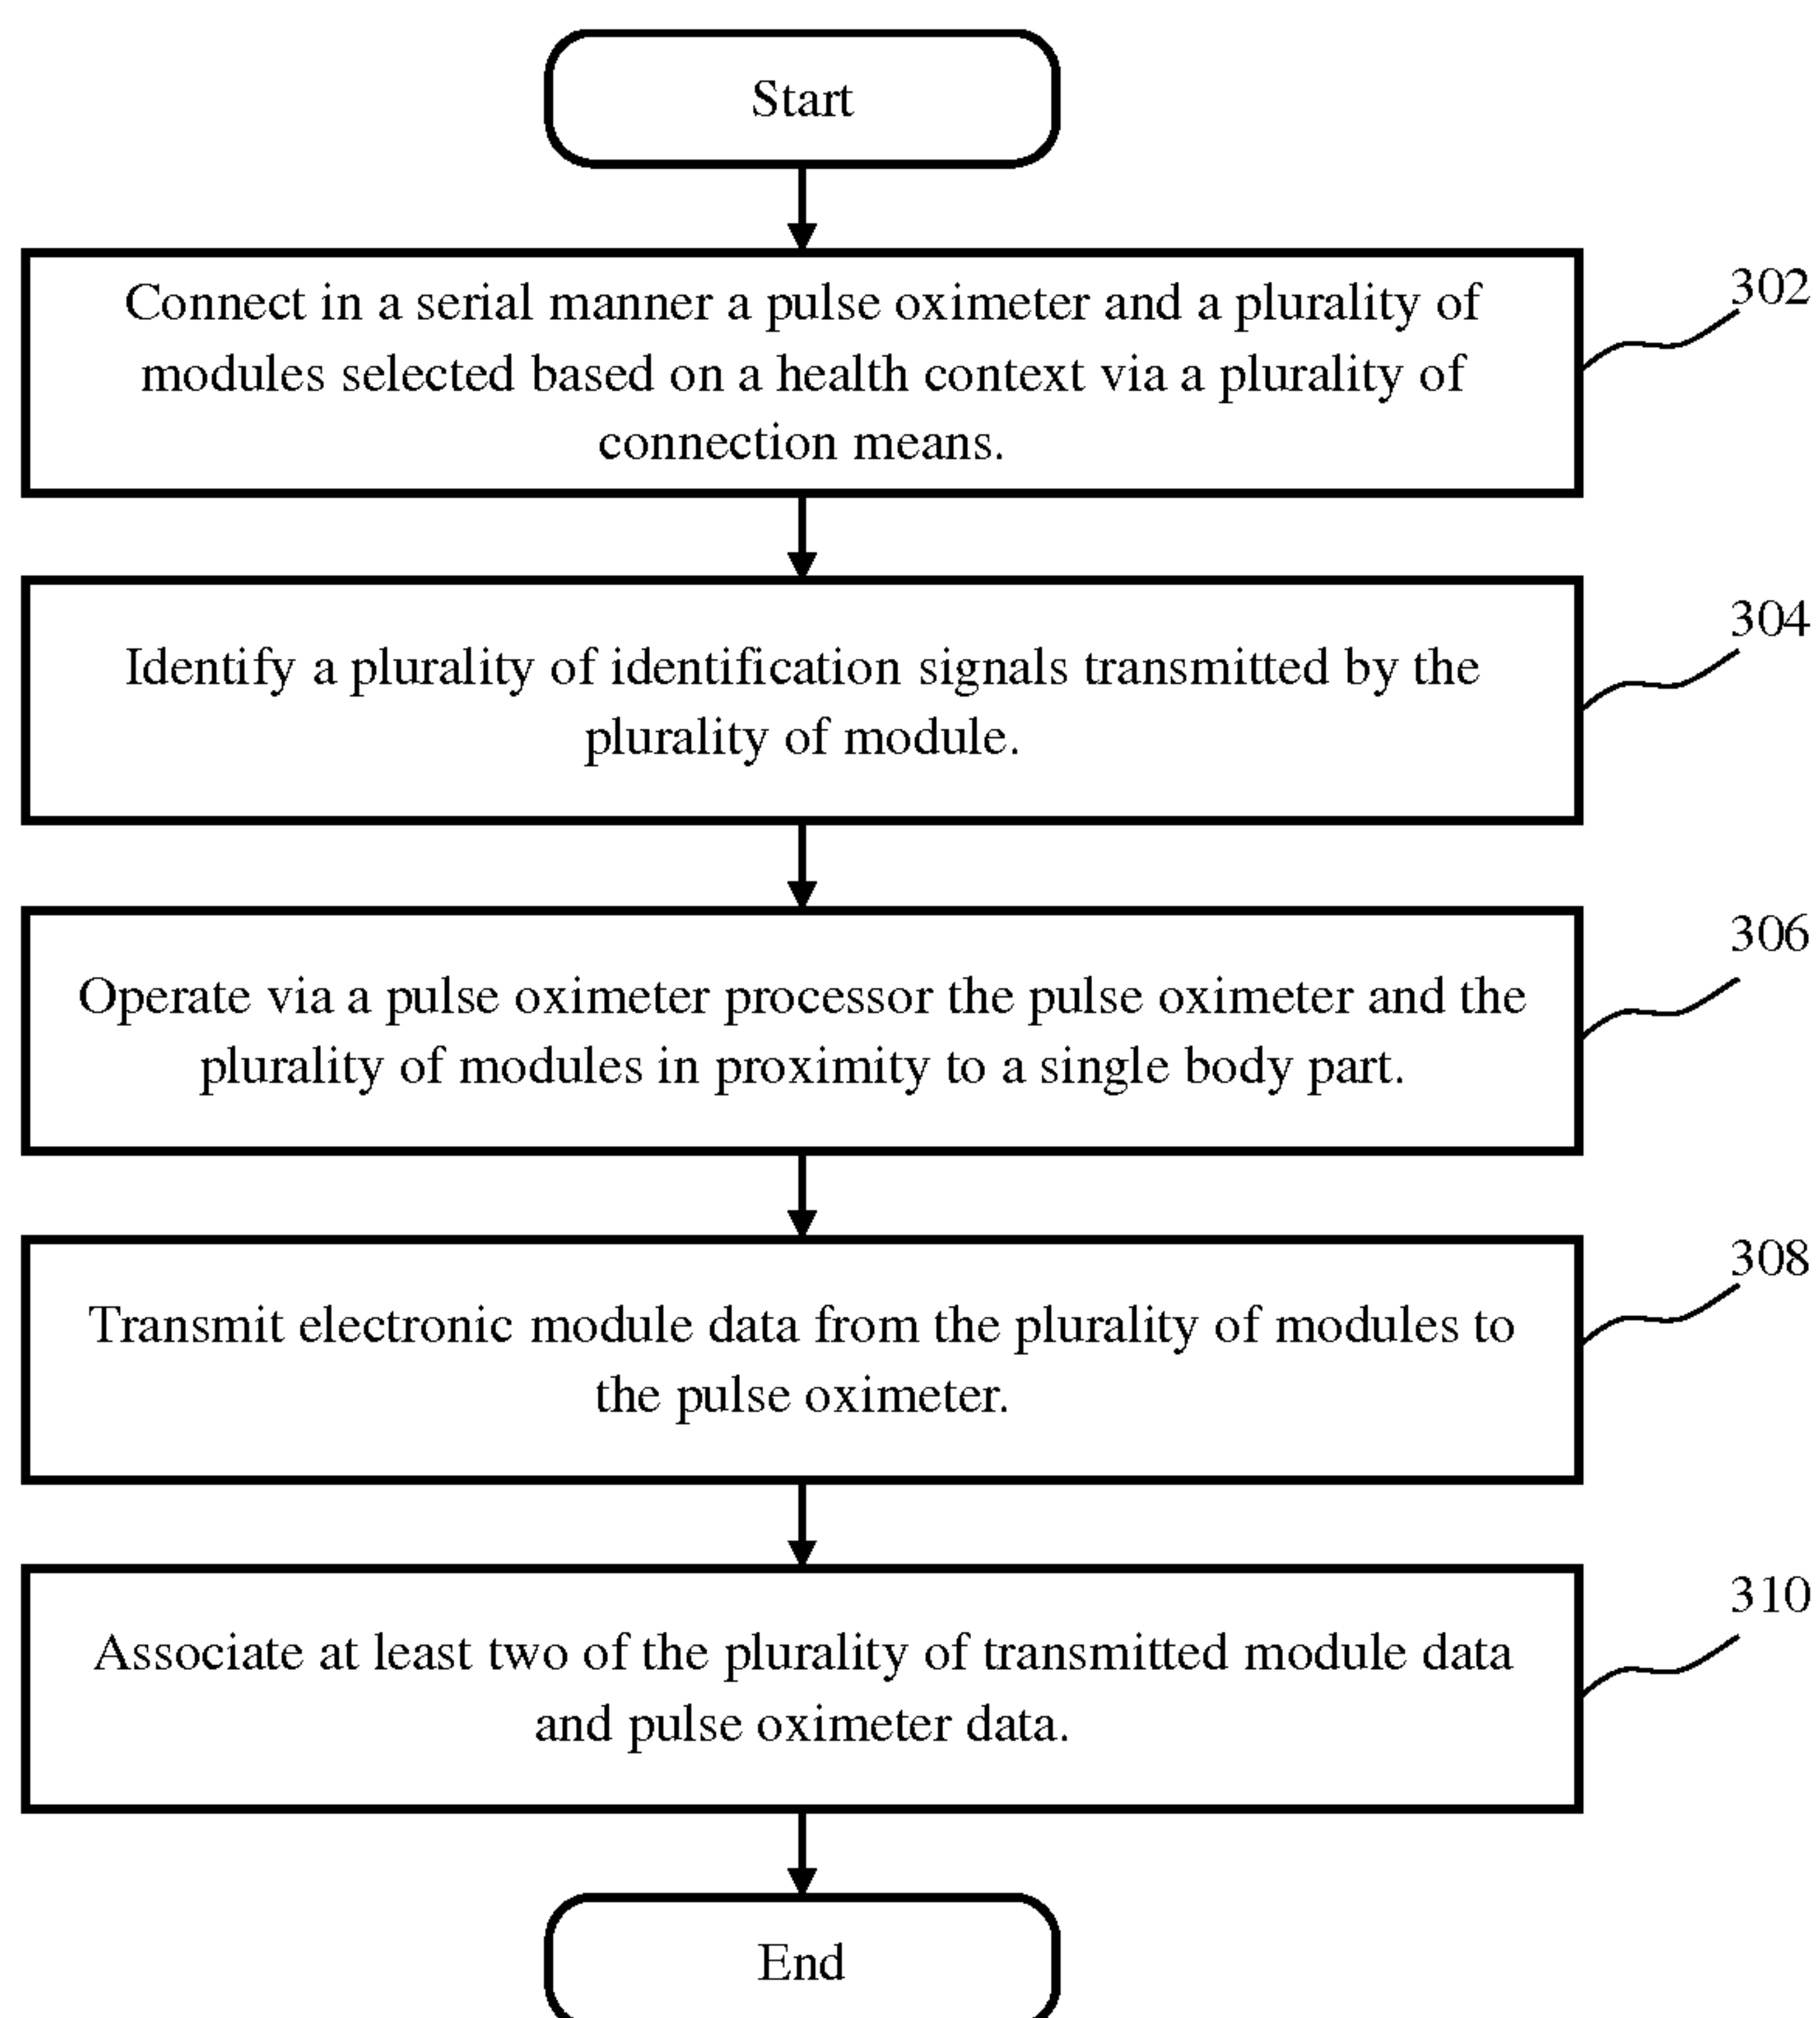 Start
Connect in a serial manner a pulse oximeter and a plurality of
modules selected based on a health context via a plurality of
connection means.
302
Identify a plurality of identification signals transmitted by the
plurality of module.
304
Operate via a pulse oximeter processor the pulse oximeter and the
plurality of modules in proximity to a single body part.
306
Transmit electronic module data from the plurality of modules to
the pulse oximeter.
308
Associate at least two of the plurality of transmitted module data
and pulse oximeter data.
310
End